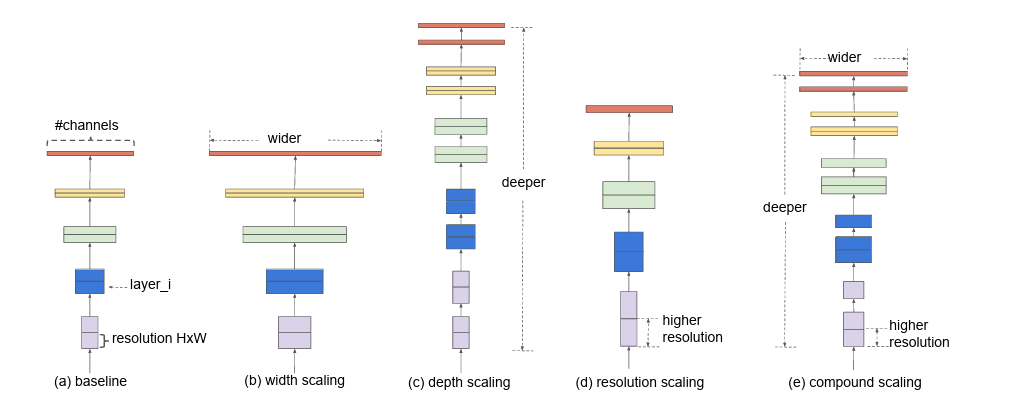 #channels
layer_i
resolution HxW
(a) baseline
wider
(b) width scaling
deeper
(c) depth scaling
higher
resolution
(d) resolution scaling
wider
deeper
higher
resolution
(e) compound scaling